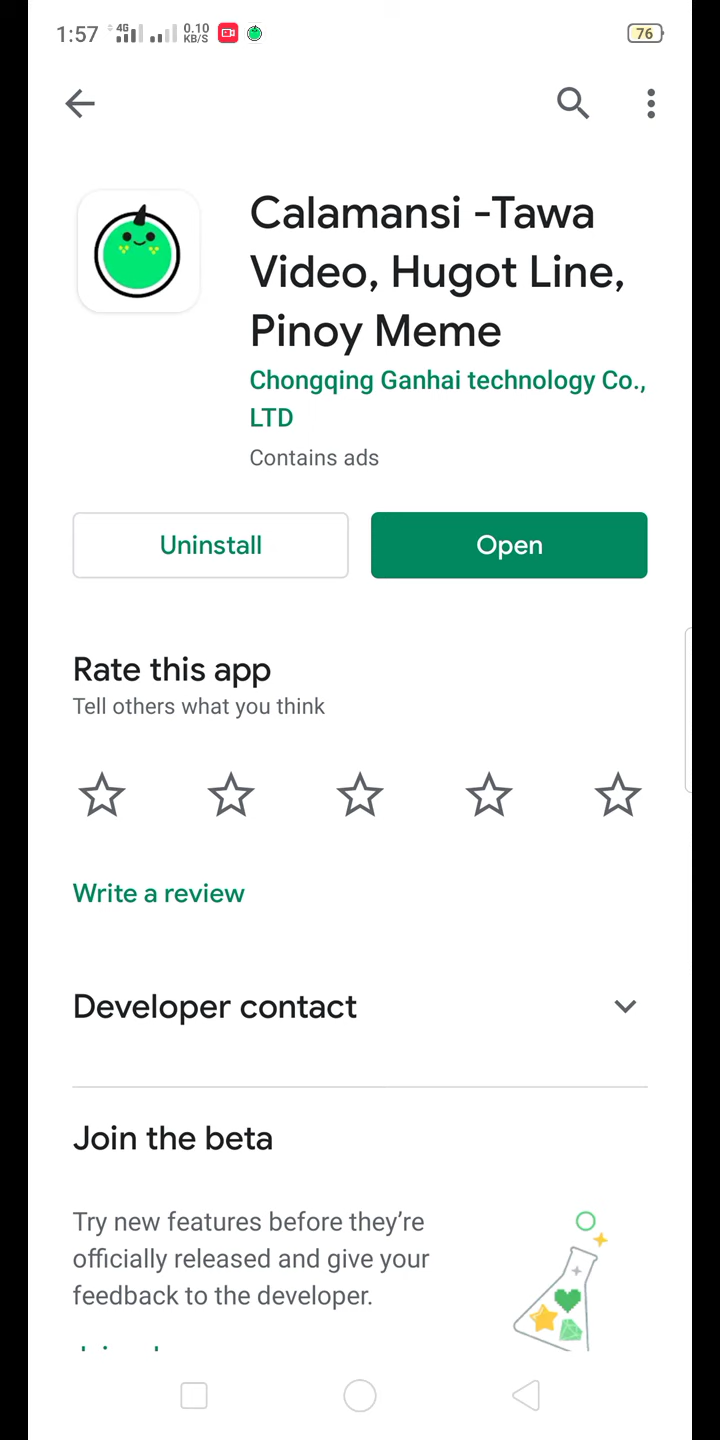 1:57 4G 0.10 KB/S 76
Calamansi -Tawa
Video, Hugot Line,
Pinoy Meme
Chongqing Ganhai technology Co.,
LTD
Contains ads
Uninstall Open
Rate this app
Tell others what you think
Write a review
Developer contact
Join the beta
Try new features before they’re
officially released and give your
feedback to the developer.